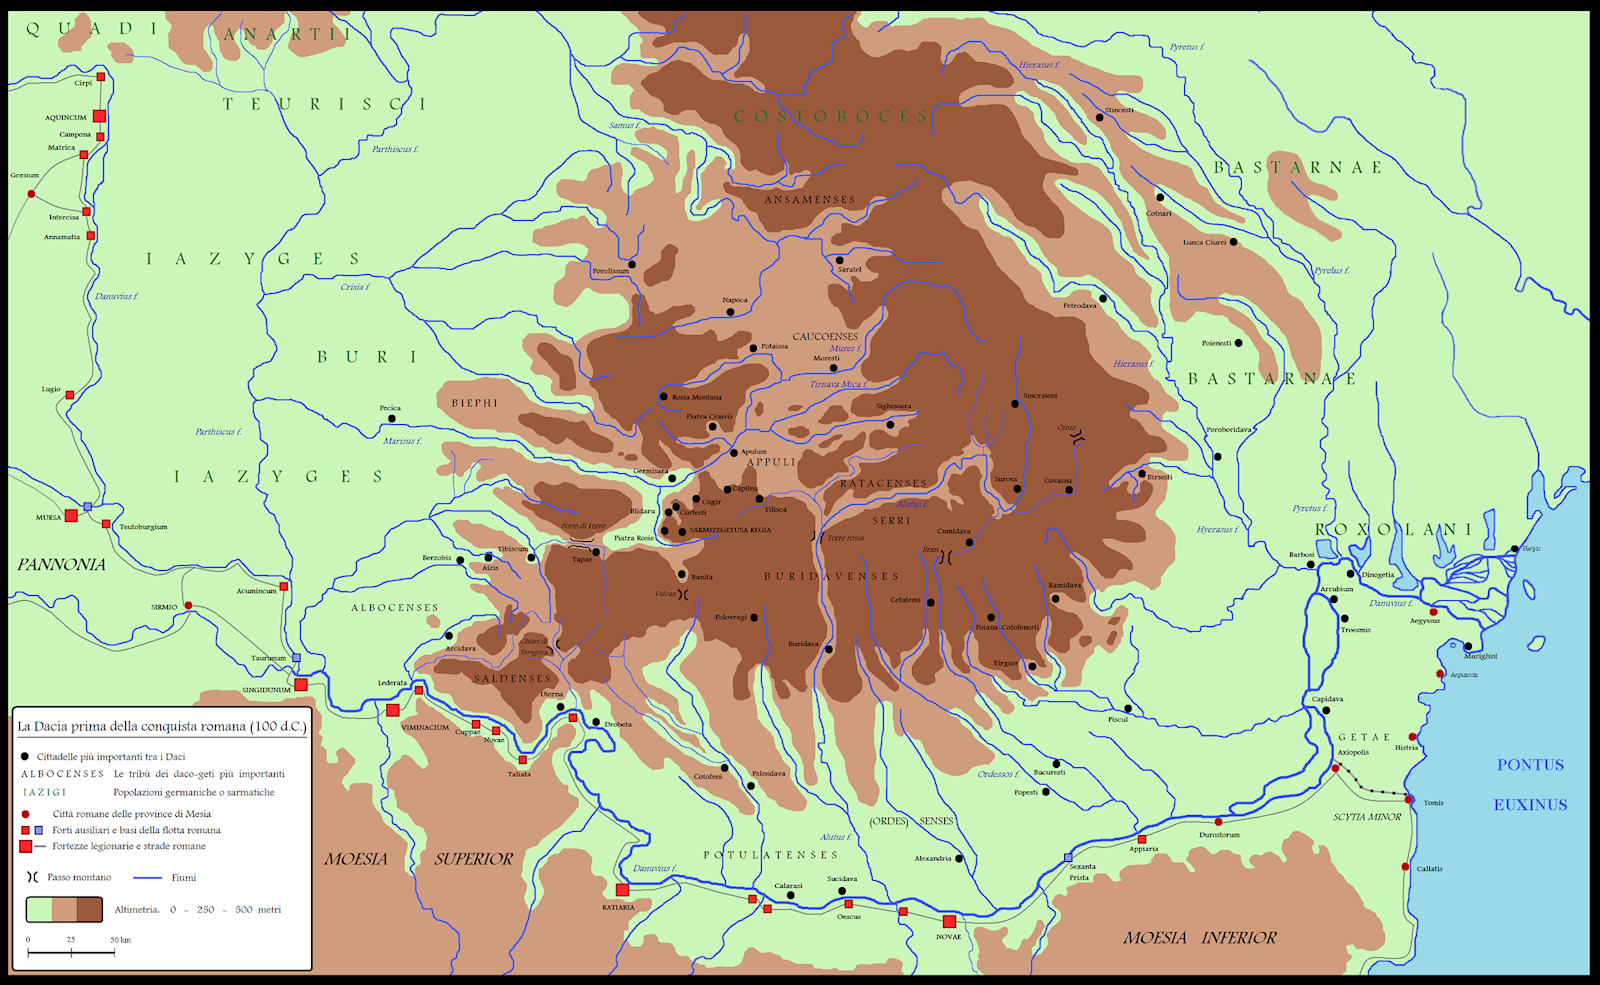 QUADI
ANARTII
TEURISCI
COSTOBOCES
BASTARNAE
IAZYGES
BURI
BASTARNAE
IAZYGES
ROXOLANI
Pyretus f.
Hierasus f.
Samus f.
Parthiscus f.
Cirpi
AQUINCUM
Campona
Matrica
Gorsium
Intercisa
Annamatia
Danuvius f.
Crisia f.
Lugio
Parthiscus f.
Marisus f.
Pecica
BIEPHI
MURSA
Teutoburgium
PANNONIA
SIRMIO
Acumincum
Taurunum
SINGIDUNUM
ANSAMENSES
Stincesti
Cotnari
Lunca Ciurei
Pyretus f.
Porolissum
Saratel
Napoca
Petrodava
Poienesti
Hierasus f.
CAUCOENSES
Mures f.
Potaissa
Moresti
Tirnava Mica f.
Rosia Montana
Piatra Craivii
Sighisoara
Sincraieni
Oituz
Poroboridava
Apulum
APPULI
Germisara
Capilna
Cugir
Blidaru
Costesti
Tilisca
RATACENSES
Alutus f.
SERRI
Surcea
Covasna
Birsesti
SARMIZEGETUSA REGIA
Piatra Rosie
Porte di Ferro
Tapae
Tibiscum
Berzobis
Aizis
Torre rossa
Cumidava
Bran
Hyerasus f.
Pyretus f.
Banita
Vulcan
BURIDAVENSES
Cetateni
Ramidava
Polovragi
Poiana Cotofenesti
Buridava
Tirgsor
ALBOCENSES
Arcidava
Chiavi di
Teregova
SALDENSES
Lederata
Dierna
Drobeta
VIMINACIUM
Cuppae
Novae
Taliata
Barbosi
Dinogetia
Arrubium
Troesmis
Danuvius f.
Aegyssus
Harpis
Murighiol
Argamum
Capidava
GETAE
Axiopolis
Histria
Tomis
SCYTIA MINOR
Callatis
PONTUS
EUXINUS
Piscul
Ordessos f.
Bucuresti
Popesti
Cotofeni
Pelendava
(ORDES) SENSES
Alutus f.
POTULATENSES
Alexandria
Durostorum
Appiaria
Sexanta
Prista
Danuvius f.
Calarasi
Sucidava
RATIARIA
Oescus
NOVAE
MOESIA SUPERIOR
MOESIA INFERIOR
La Dacia prima della conquista romana (100 d.C.)
Cittadelle più importanti tra i Daci
ALBOCENSES Le tribù dei daco-geti più importanti
IAZIGI Popolazioni germaniche o sarmatiche
Città romane delle province di Mesia
Forti ausiliari e basi della flotta romana
Fortezze legionarie e strade romane
Passo montano
Fiumi
Altimetria: 0 - 250 - 500 metri
0 25 50 km